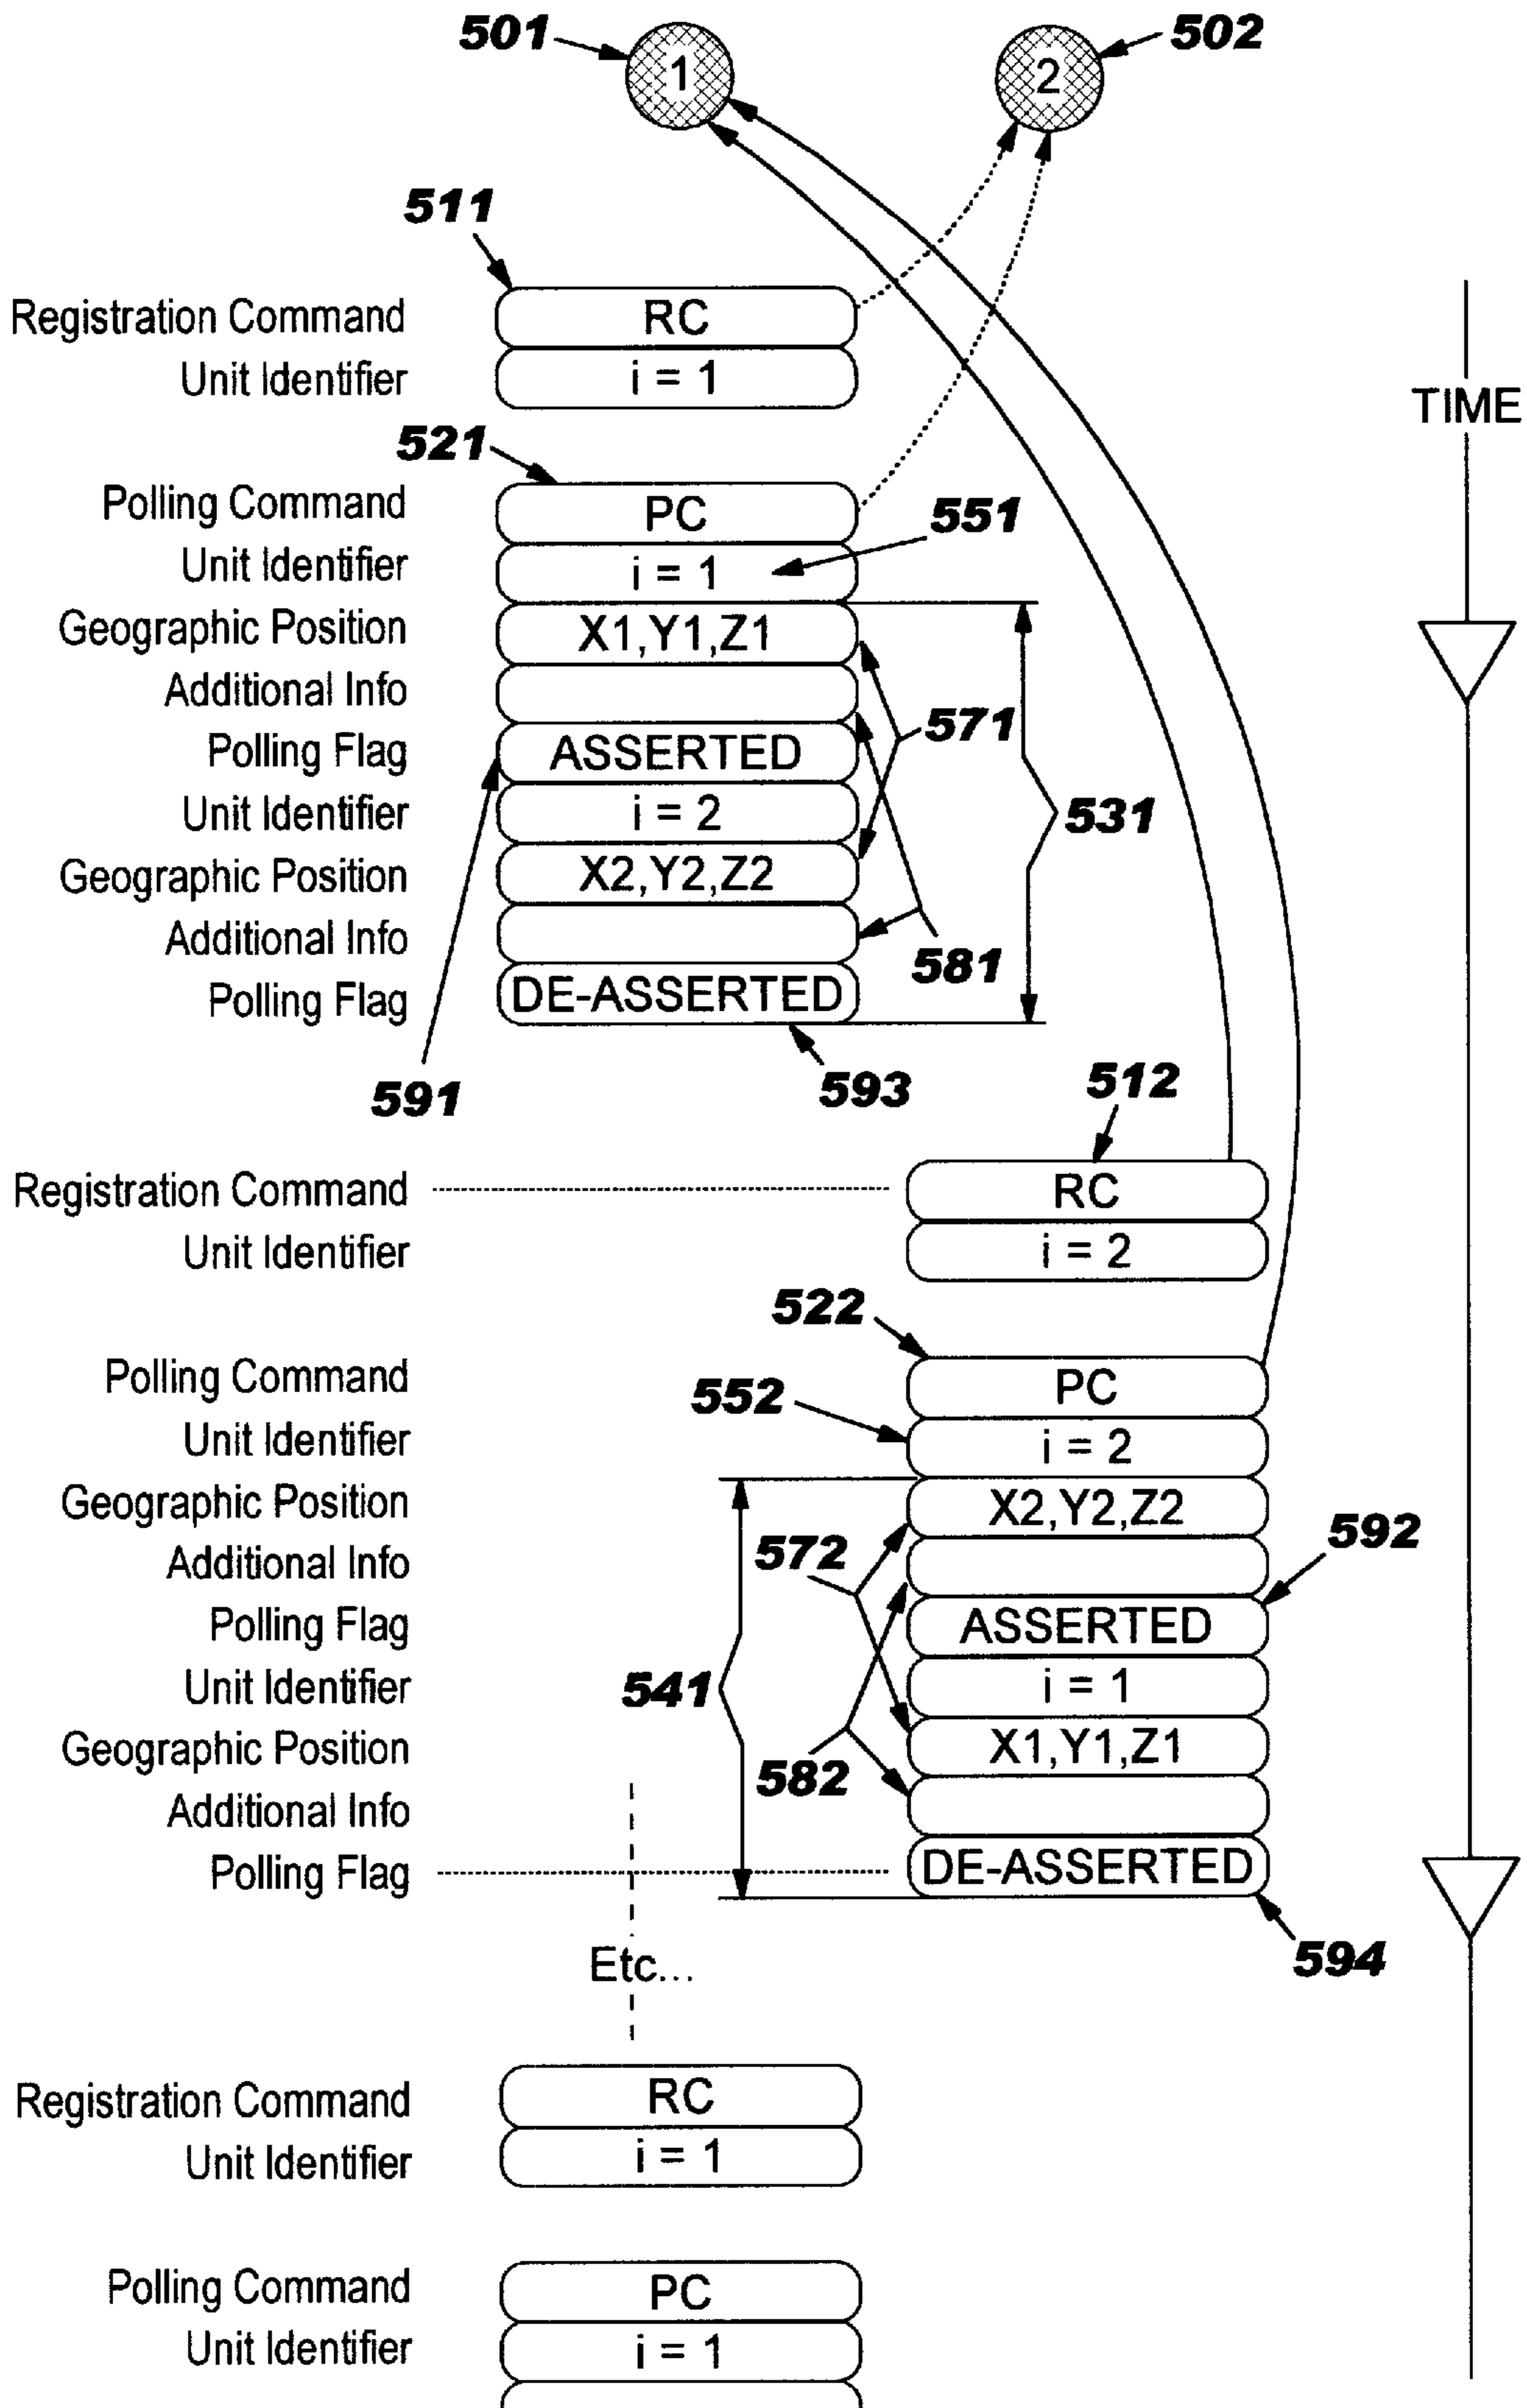 501
1
2
502
511
Registration Command RC
Unit Identifier i = 1
TIME
521
Polling Command PC
551
Unit Identifier i = 1
Geographic Position X1,Y1,Z1
Additional Info
571
Polling Flag ASSERTED
Unit Identifier i = 2
531
Geographic Position X2,Y2,Z2
Additional Info
581
Polling Flag DE-ASSERTED
591
593
512
Registration Command RC
Unit Identifier i = 2
522
Polling Command PC
552
Unit Identifier i = 2
Geographic Position X2,Y2,Z2
592
572
Additional Info
Polling Flag ASSERTED
541
Unit Identifier i = 1
Geographic Position X1,Y1,Z1
582
Additional Info
Polling Flag DE-ASSERTED
594
Etc...
Registration Command RC
Unit Identifier i = 1
Polling Command PC
Unit Identifier i = 1